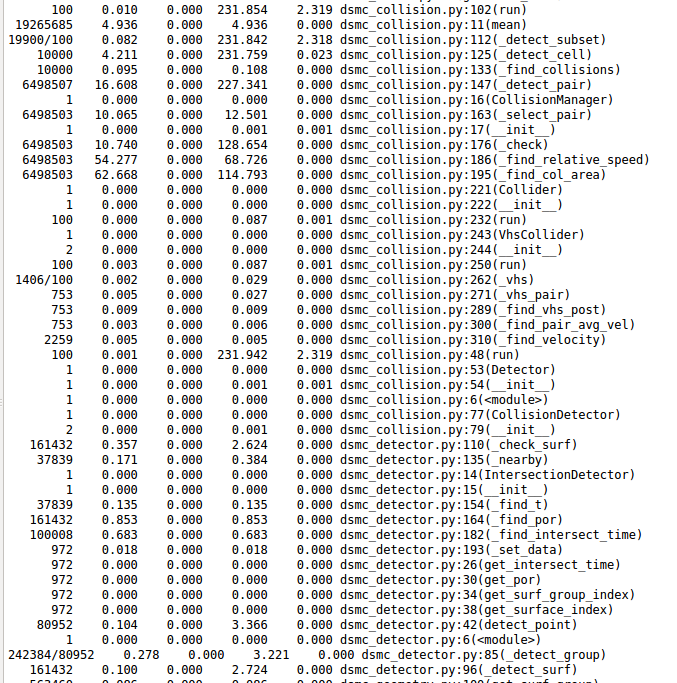 100 0.010 0.000 231.854 2.319 dsmc_collision.py:102(run)
19265685 4.936 0.000 4.936 0.000 dsmc_collision.py:11(mean)
19900/100 0.082 0.000 231.842 2.318 dsmc_collision.py:112(_detect_subset)
10000 4.211 0.000 231.759 0.023 dsmc_collision.py:125(_detect_cell)
10000 0.095 0.000 0.108 0.000 dsmc_collision.py:133(_find_collisions)
6498507 16.608 0.000 227.341 0.000 dsmc_collision.py:147(_detect_pair)
1 0.000 0.000 0.000 0.000 dsmc_collision.py:16(CollisionManager)
6498503 10.065 0.000 12.501 0.000 dsmc_collision.py:163(_select_pair)
1 0.000 0.000 0.001 0.001 dsmc_collision.py:17(__init__)
6498503 10.740 0.000 128.654 0.000 dsmc_collision.py:176(_check)
6498503 54.277 0.000 68.726 0.000 dsmc_collision.py:186(_find_relative_speed)
6498503 62.668 0.000 114.793 0.000 dsmc_collision.py:195(_find_col_area)
1 0.000 0.000 0.000 0.000 dsmc_collision.py:221(Collider)
1 0.000 0.000 0.000 0.000 dsmc_collision.py:222(__init__)
100 0.000 0.000 0.087 0.001 dsmc_collision.py:232(run)
1 0.000 0.000 0.000 0.000 dsmc_collision.py:243(VhsCollider)
2 0.000 0.000 0.000 0.000 dsmc_collision.py:244(__init__)
100 0.003 0.000 0.087 0.001 dsmc_collision.py:250(run)
1406/100 0.002 0.000 0.029 0.000 dsmc_collision.py:262(_vhs)
753 0.005 0.000 0.027 0.000 dsmc_collision.py:271(_vhs_pair)
753 0.009 0.000 0.009 0.000 dsmc_collision.py:289(_find_vhs_post)
753 0.003 0.000 0.006 0.000 dsmc_collision.py:300(_find_pair_avg_vel)
2259 0.005 0.000 0.005 0.000 dsmc_collision.py:310(_find_velocity)
100 0.001 0.000 231.942 2.319 dsmc_collision.py:48(run)
1 0.000 0.000 0.000 0.000 dsmc_collision.py:53(Detector)
1 0.000 0.000 0.001 0.001 dsmc_collision.py:54(__init__)
1 0.000 0.000 0.000 0.000 dsmc_collision.py:6(<module>)
1 0.000 0.000 0.000 0.000 dsmc_collision.py:77(CollisionDetector)
2 0.000 0.000 0.001 0.000 dsmc_collision.py:79(__init__)
161432 0.357 0.000 2.624 0.000 dsmc_detector.py:110(_check_surf)
37839 0.171 0.000 0.384 0.000 dsmc_detector.py:135(_nearby)
1 0.000 0.000 0.000 0.000 dsmc_detector.py:14(IntersectionDetector)
1 0.000 0.000 0.000 0.000 dsmc_detector.py:15(__init__)
37839 0.135 0.000 0.135 0.000 dsmc_detector.py:154(_find_t)
161432 0.853 0.000 0.853 0.000 dsmc_detector.py:164(_find_por)
100008 0.683 0.000 0.683 0.000 dsmc_detector.py:182(_find_intersect_time)
972 0.018 0.000 0.018 0.000 dsmc_detector.py:193(_set_data)
972 0.000 0.000 0.000 0.000 dsmc_detector.py:26(get_intersect_time)
972 0.000 0.000 0.000 0.000 dsmc_detector.py:30(get_por)
972 0.000 0.000 0.000 0.000 dsmc_detector.py:34(get_surf_group_index)
972 0.000 0.000 0.000 0.000 dsmc_detector.py:38(get_surface_index)
80952 0.104 0.000 3.366 0.000 dsmc_detector.py:42(detect_point)
1 0.000 0.000 0.000 0.000 dsmc_detector.py:6(<module>)
242384/80952 0.278 0.000 3.221 0.000 dsmc_detector.py:85(_detect_group)
161432 0.100 0.000 2.724 0.000 dsmc_detector.py:96(_detect_surf)